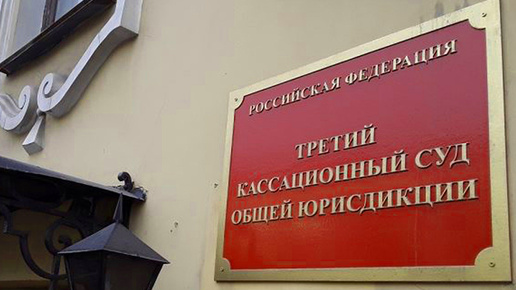 РОССИЙСКАЯ ФЕДЕРАЦИЯ
ТРЕТИЙ
КАССАЦИОННЫЙ СУД
ОБЩЕЙ ЮРИСДИКЦИИ